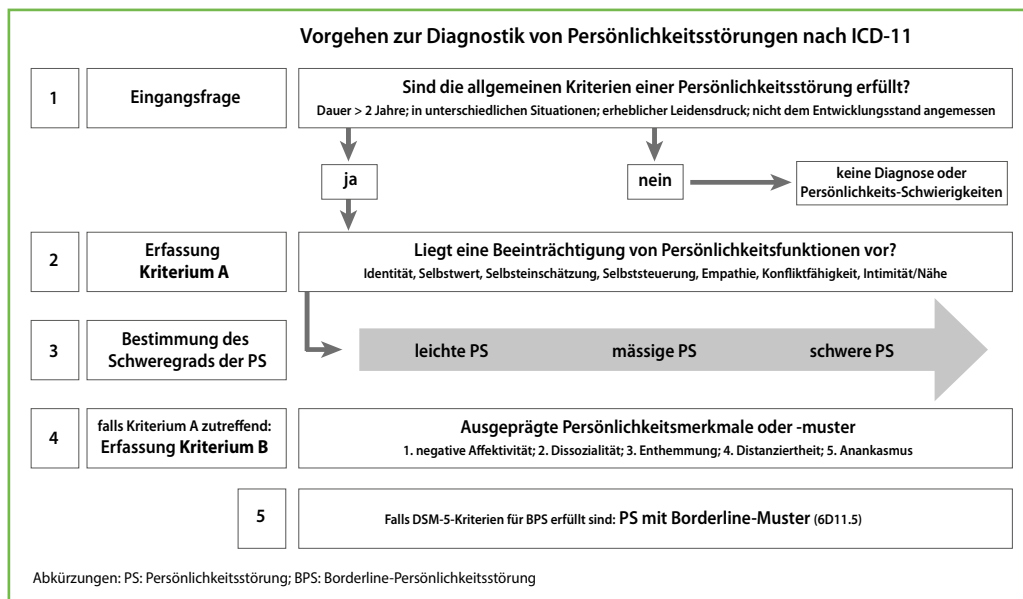 Vorgehen zur Diagnostik von Persönlichkeitsstörungen nach ICD-11
1
Eingangsfrage
Sind die allgemeinen Kriterien einer Persönlichkeitsstörung erfüllt?
Dauer > 2 Jahre; in unterschiedlichen Situationen; erheblicher Leidensdruck; nicht dem Entwicklungsstand angemessen
ja
nein
keine Diagnose oder
Persönlichkeits-Schwierigkeiten
2
Erfassung
Kriterium A
Liegt eine Beeinträchtigung von Persönlichkeitsfunktionen vor?
Identität, Selbstwert, Selbsteinschätzung, Selbststeuerung, Empathie, Konfliktfähigkeit, Intimität/Nähe
3
Bestimmung des
Schweregrads der PS
leichte PS
mässige PS
schwere PS
4
falls Kriterium A zutreffend:
Erfassung Kriterium B
Ausgeprägte Persönlichkeitsmerkmale oder -muster
1. negative Affektivität; 2. Dissozialität; 3. Enthemmung; 4. Distanziertheit; 5. Anankasmus
5
Falls DSM-5-Kriterien für BPS erfüllt sind: PS mit Borderline-Muster (6D11.5)
Abkürzungen: PS: Persönlichkeitsstörung; BPS: Borderline-Persönlichkeitsstörung